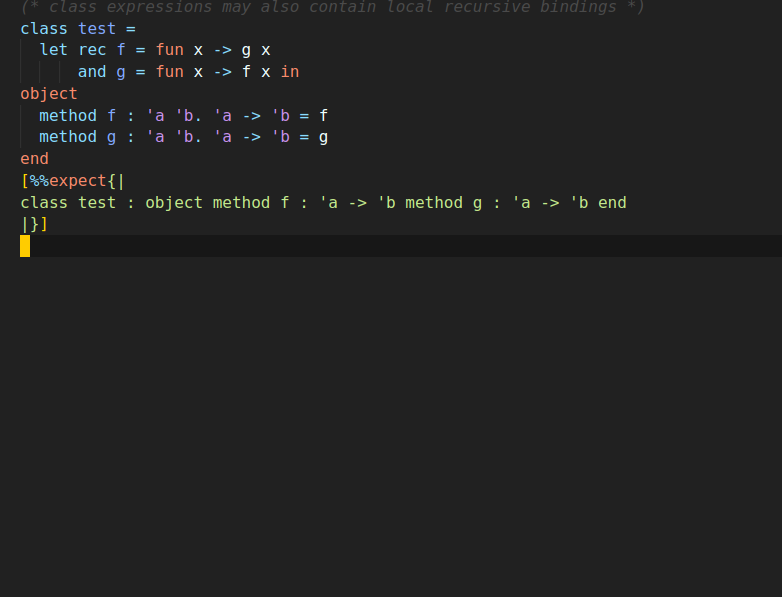 (* class expressions may also contain local recursive bindings *)
class test =
  let rec f = fun x -> g x
      and g = fun x -> f x in
object
  method f : 'a 'b. 'a -> 'b = f
  method g : 'a 'b. 'a -> 'b = g
end
[%%expect{|
class test : object method f : 'a -> 'b method g : 'a -> 'b end
|}]